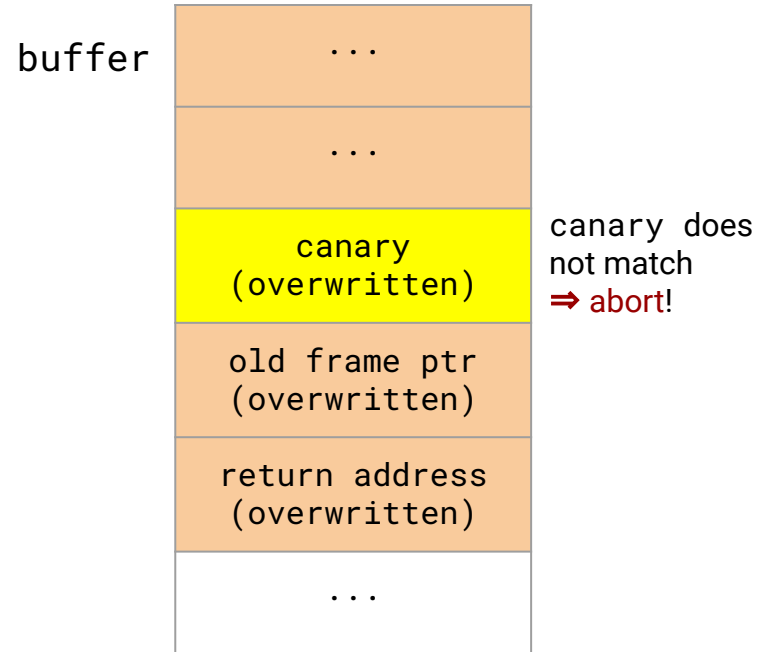 buffer
...
...
canary
(overwritten)
canary does
not match
⇒ abort!
old frame ptr
(overwritten)
return address
(overwritten)
...